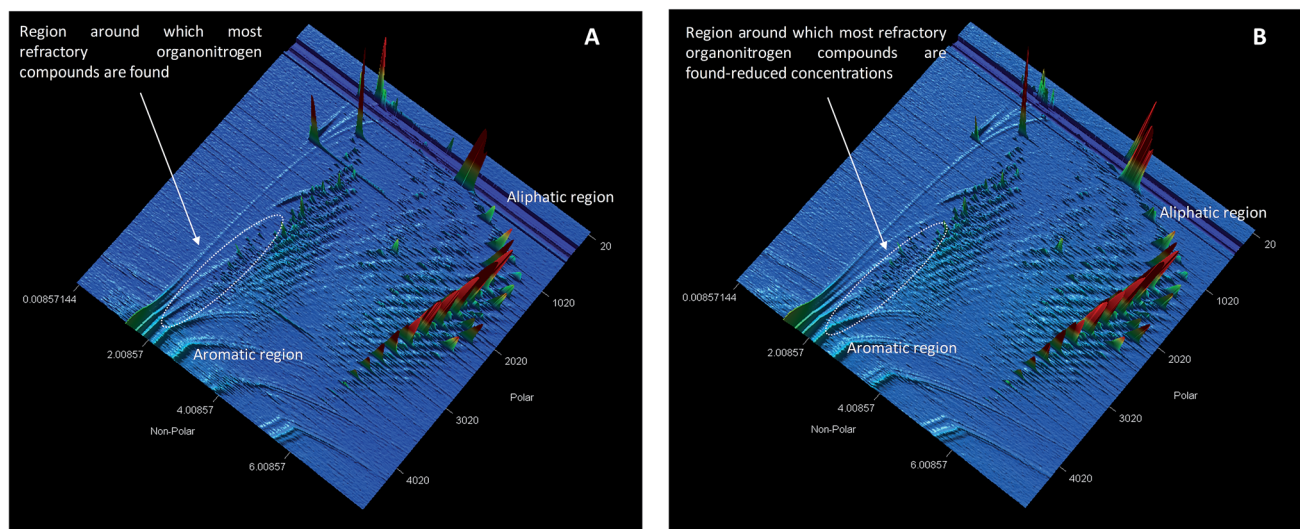 Region around which most
refractory organonitrogen
compounds are found
A
Aliphatic region
20
0.00857144
1020
2.00857
Aromatic region
2020
4.00857
Polar
3020
Non-Polar
6.00857
4020
Region around which most refractory
organonitrogen compounds are
found-reduced concentrations
B
Aliphatic region
20
0.00857144
1020
2.00857
Aromatic region
2020
4.00857
Polar
3020
Non-Polar
6.00857
4020